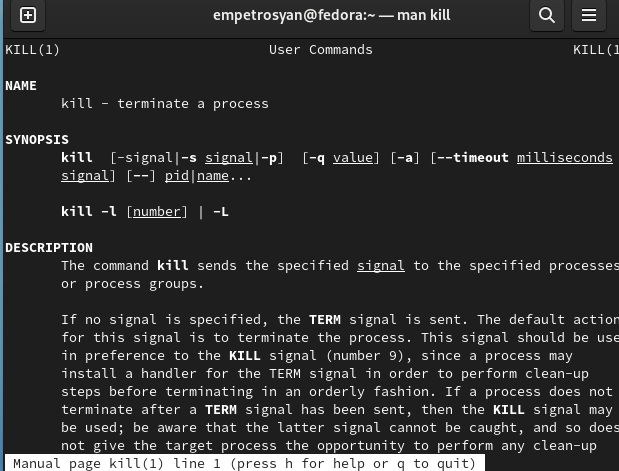 empetrosyan@fedora:~ — man kill
KILL(1) User Commands KILL(1
NAME
kill - terminate a process
SYNOPSIS
kill [-signal|-s signal|-p] [-q value] [-a] [--timeout milliseconds
signal] [--] pid|name...
kill -l [number] | -L
DESCRIPTION
The command kill sends the specified signal to the specified processes
or process groups.
If no signal is specified, the TERM signal is sent. The default action
for this signal is to terminate the process. This signal should be use
in preference to the KILL signal (number 9), since a process may
install a handler for the TERM signal in order to perform clean-up
steps before terminating in an orderly fashion. If a process does not
terminate after a TERM signal has been sent, then the KILL signal may
be used; be aware that the latter signal cannot be caught, and so does
not give the target process the opportunity to perform any clean-up
Manual page kill(1) line 1 (press h for help or q to quit)